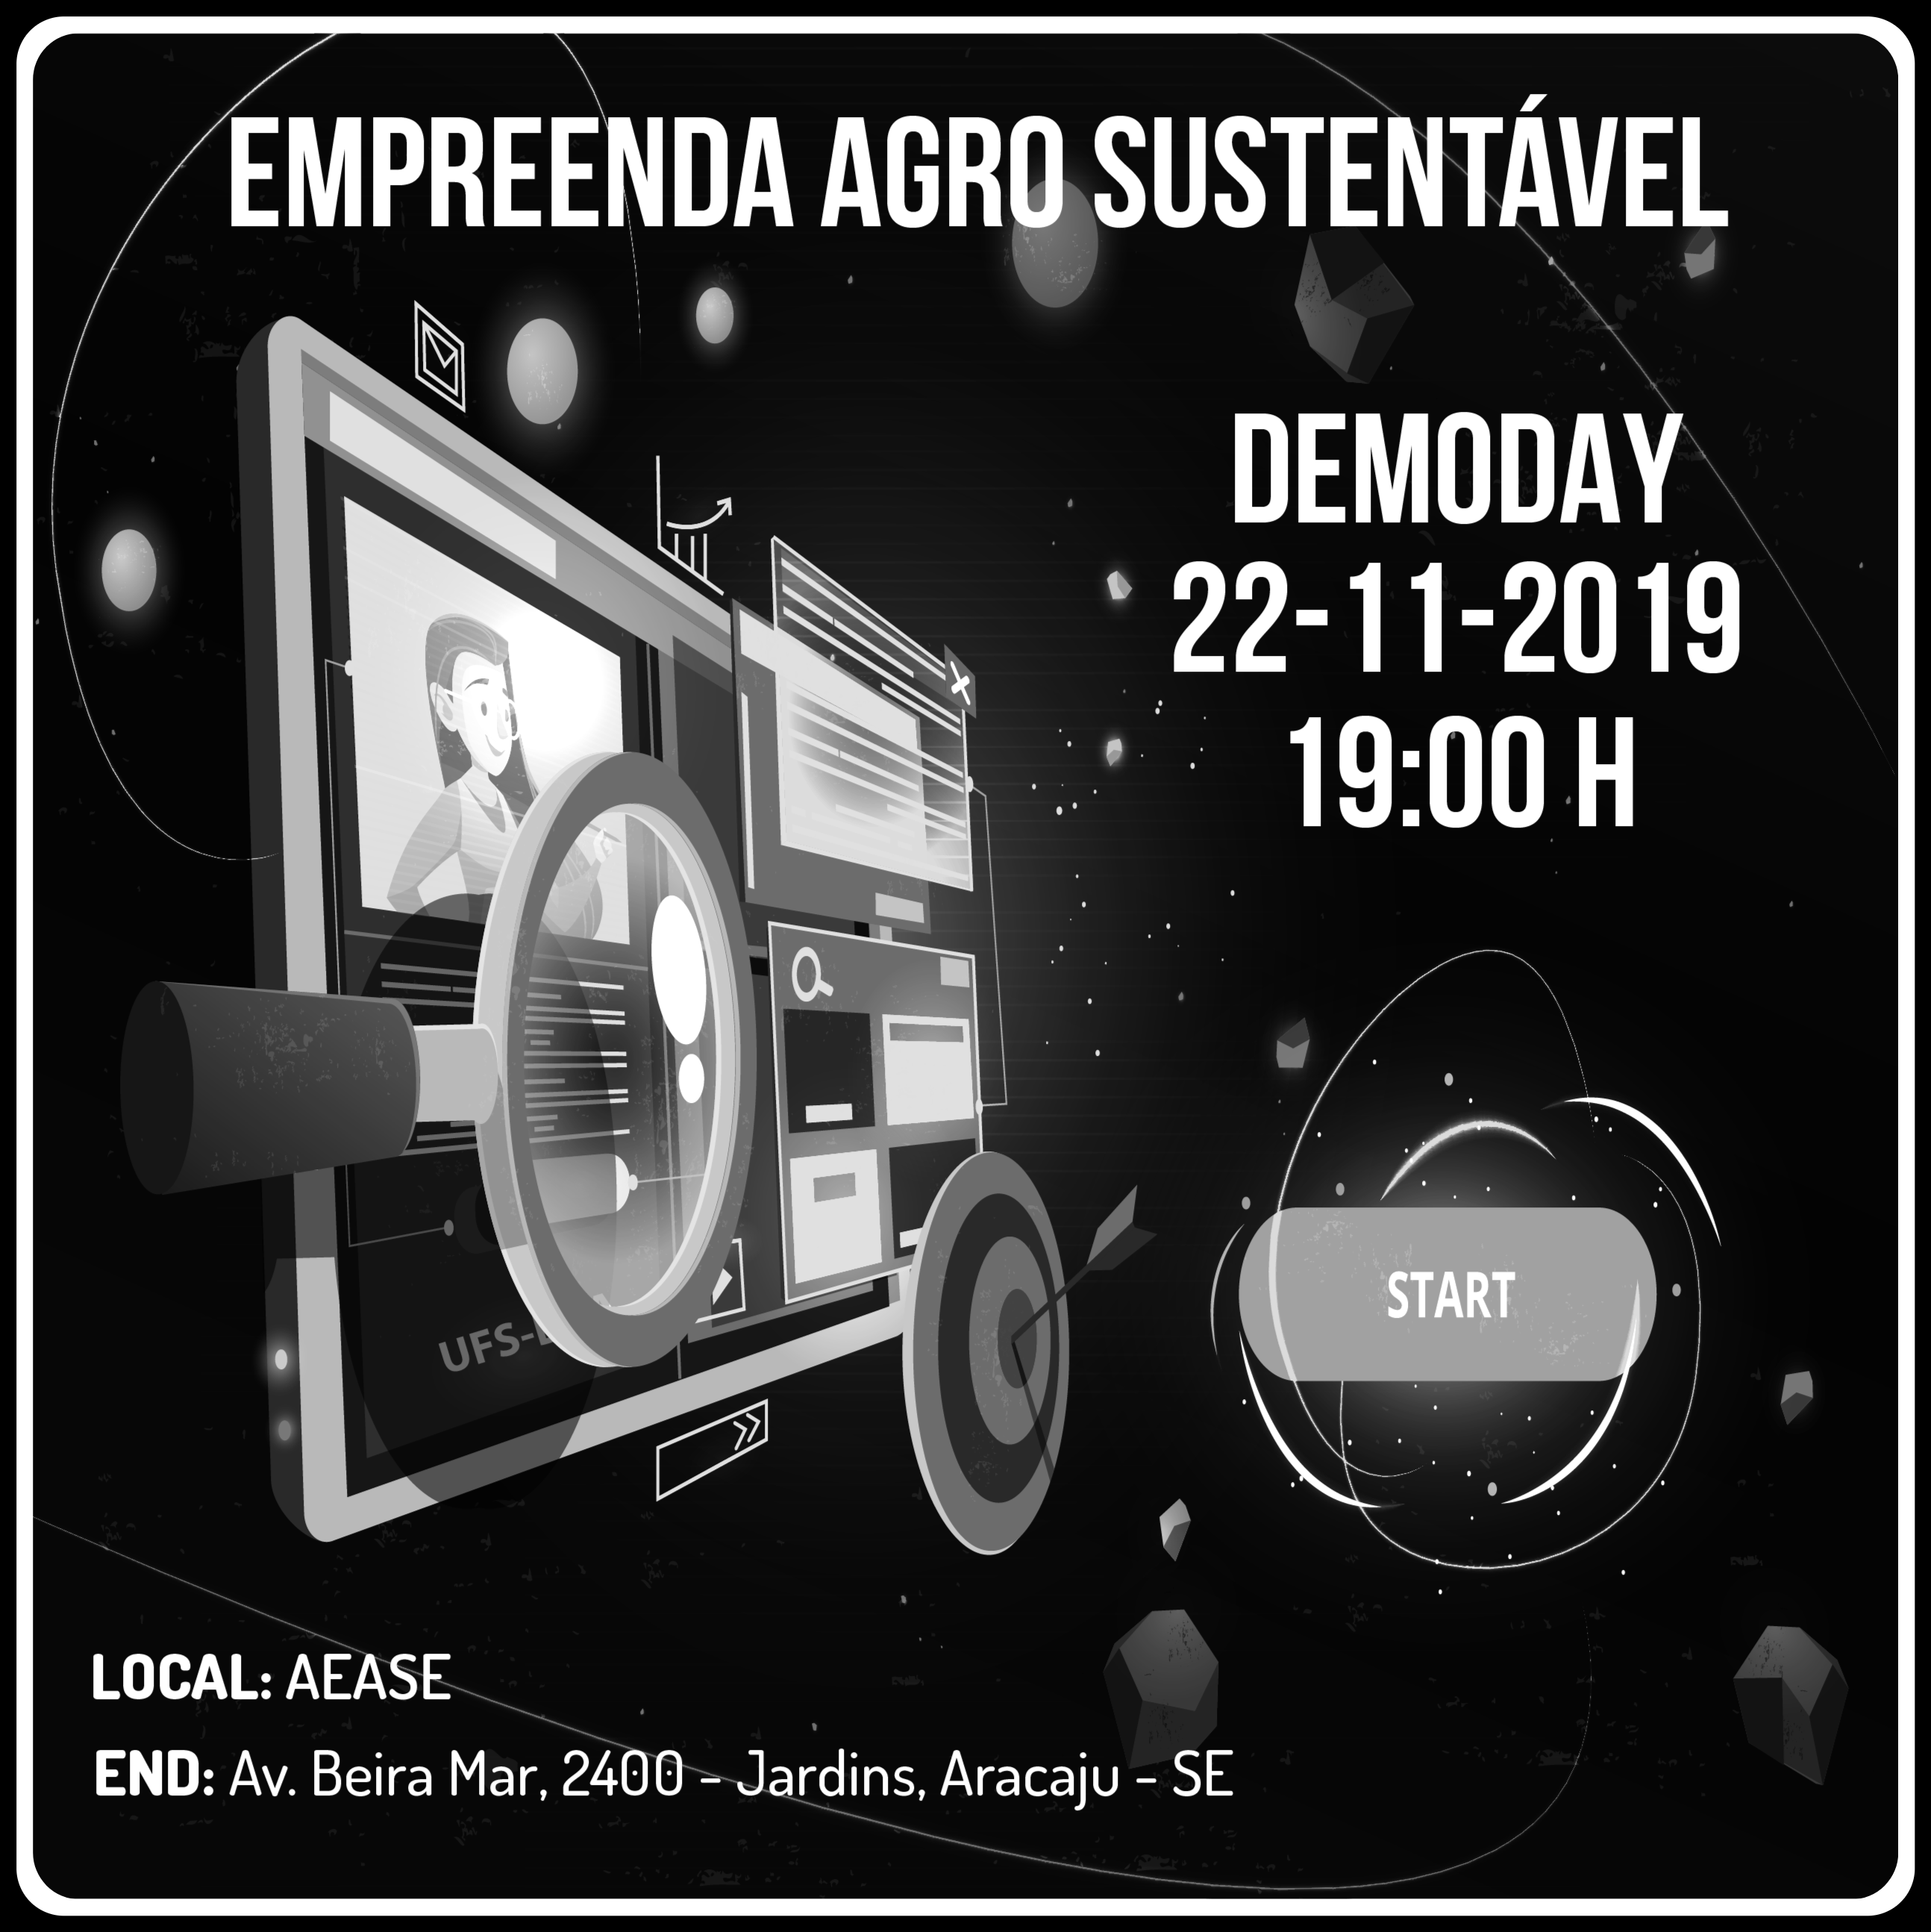 EMPREENDA AGRO SUSTENTÁVEL
DEMODAY
22-11-2019
19:00 H
START
LOCAL: AEASE
END: Av. Beira Mar, 2400 - Jardins, Aracaju - SE